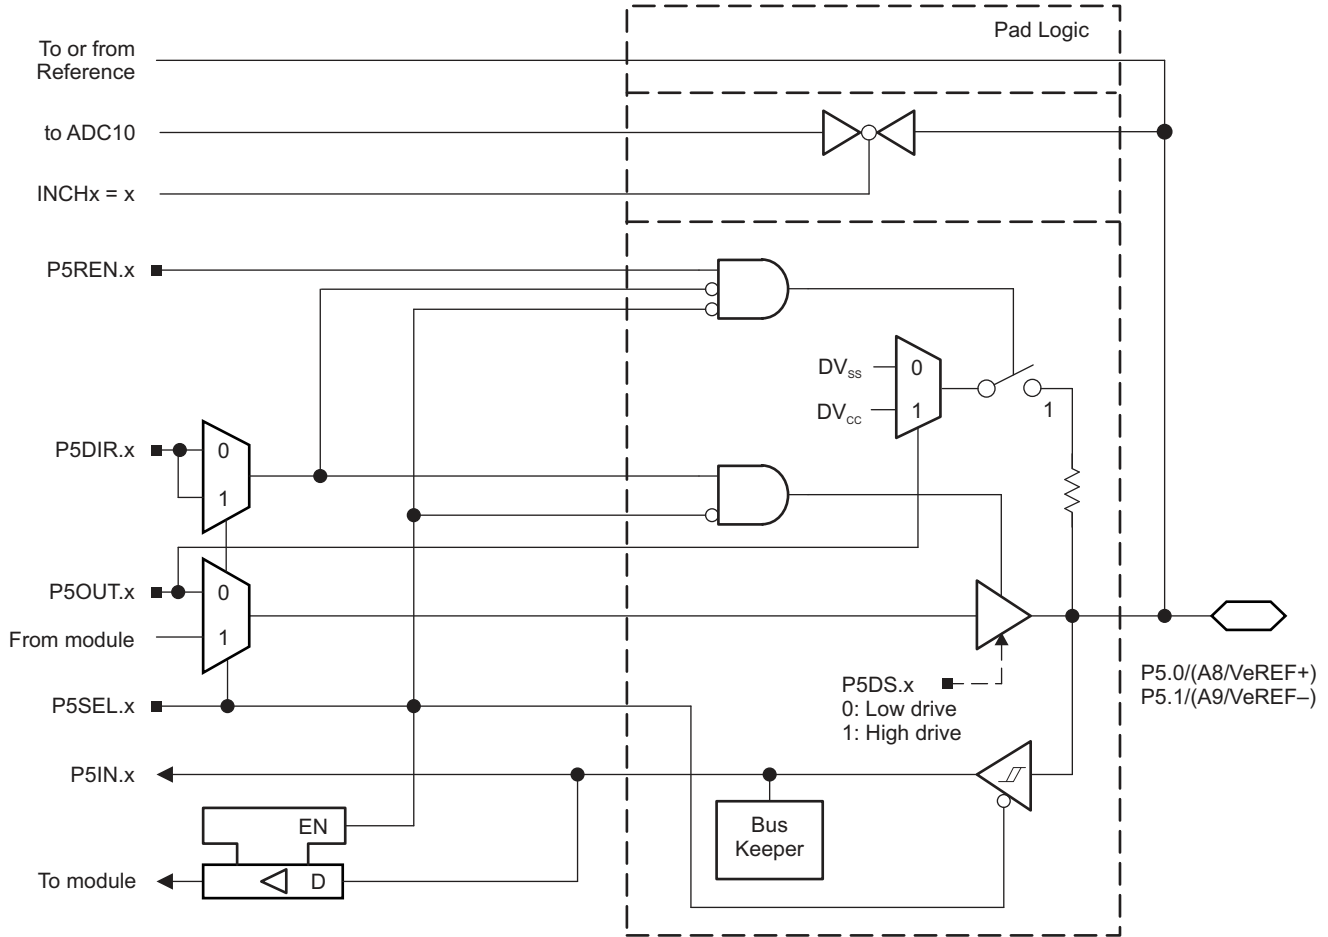 Pad Logic
To or from
Reference
to ADC10
INCHx = x
P5REN.x
DVSS
0
DVCC
1
1
P5DIR.x
0
1
P5OUT.x
0
From module
1
P5SEL.x
P5DS.x
0: Low drive
1: High drive
P5.0/(A8/VeREF+)
P5.1/(A9/VeREF–)
P5IN.x
Bus
Keeper
EN
To module
D